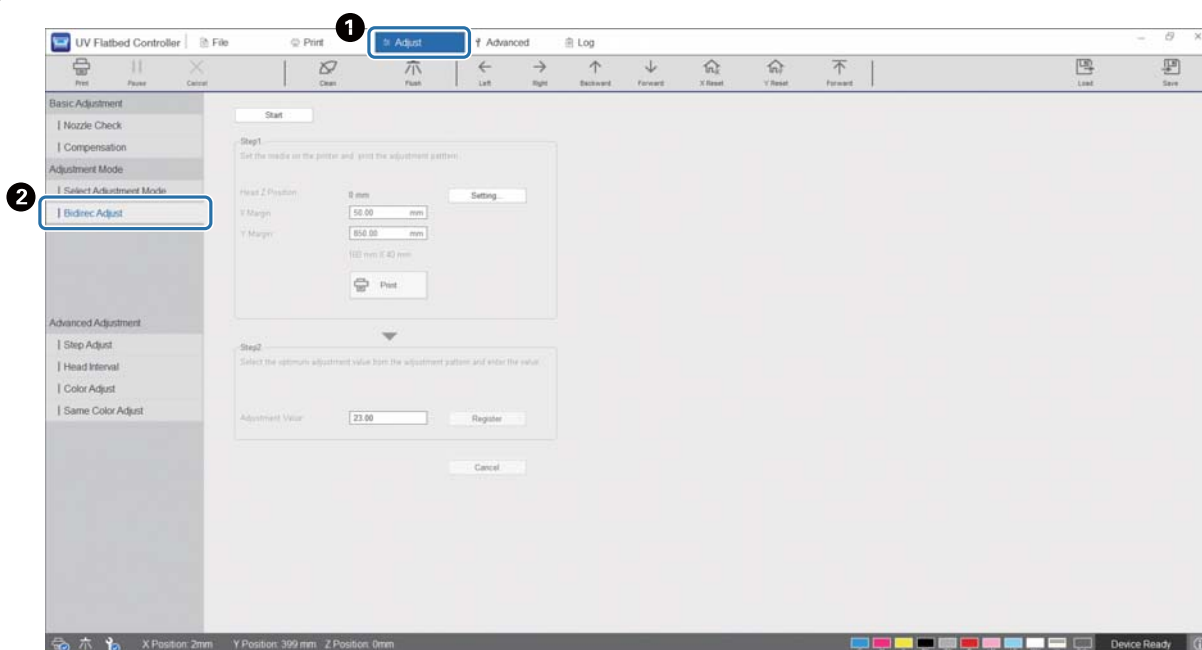 1
UV Flatbed Controller File Print Adjust Advanced Log
Print Pause Cancel Clean Flush Left Right Backward Forward X Reset Y Reset Forward Load Save
Basic Adjustment
Nozzle Check
Compensation
Adjustment Mode
2
Select Adjustment Mode
Bidirec Adjust
Advanced Adjustment
Step Adjust
Head Interval
Color Adjust
Same Color Adjust
Start
Step1
Set the media on the printer and print the adjustment pattern.
Head Z Position: 0 mm Setting...
X Margin: 50.00 mm
Y Margin: 850.00 mm
Print
Step2
Select the optimum adjustment value from the adjustment pattern and enter the value.
Adjustment Value: 23.00 Register
Cancel
X Position: 2mm Y Position: 399 mm Z Position: 0mm Device Ready